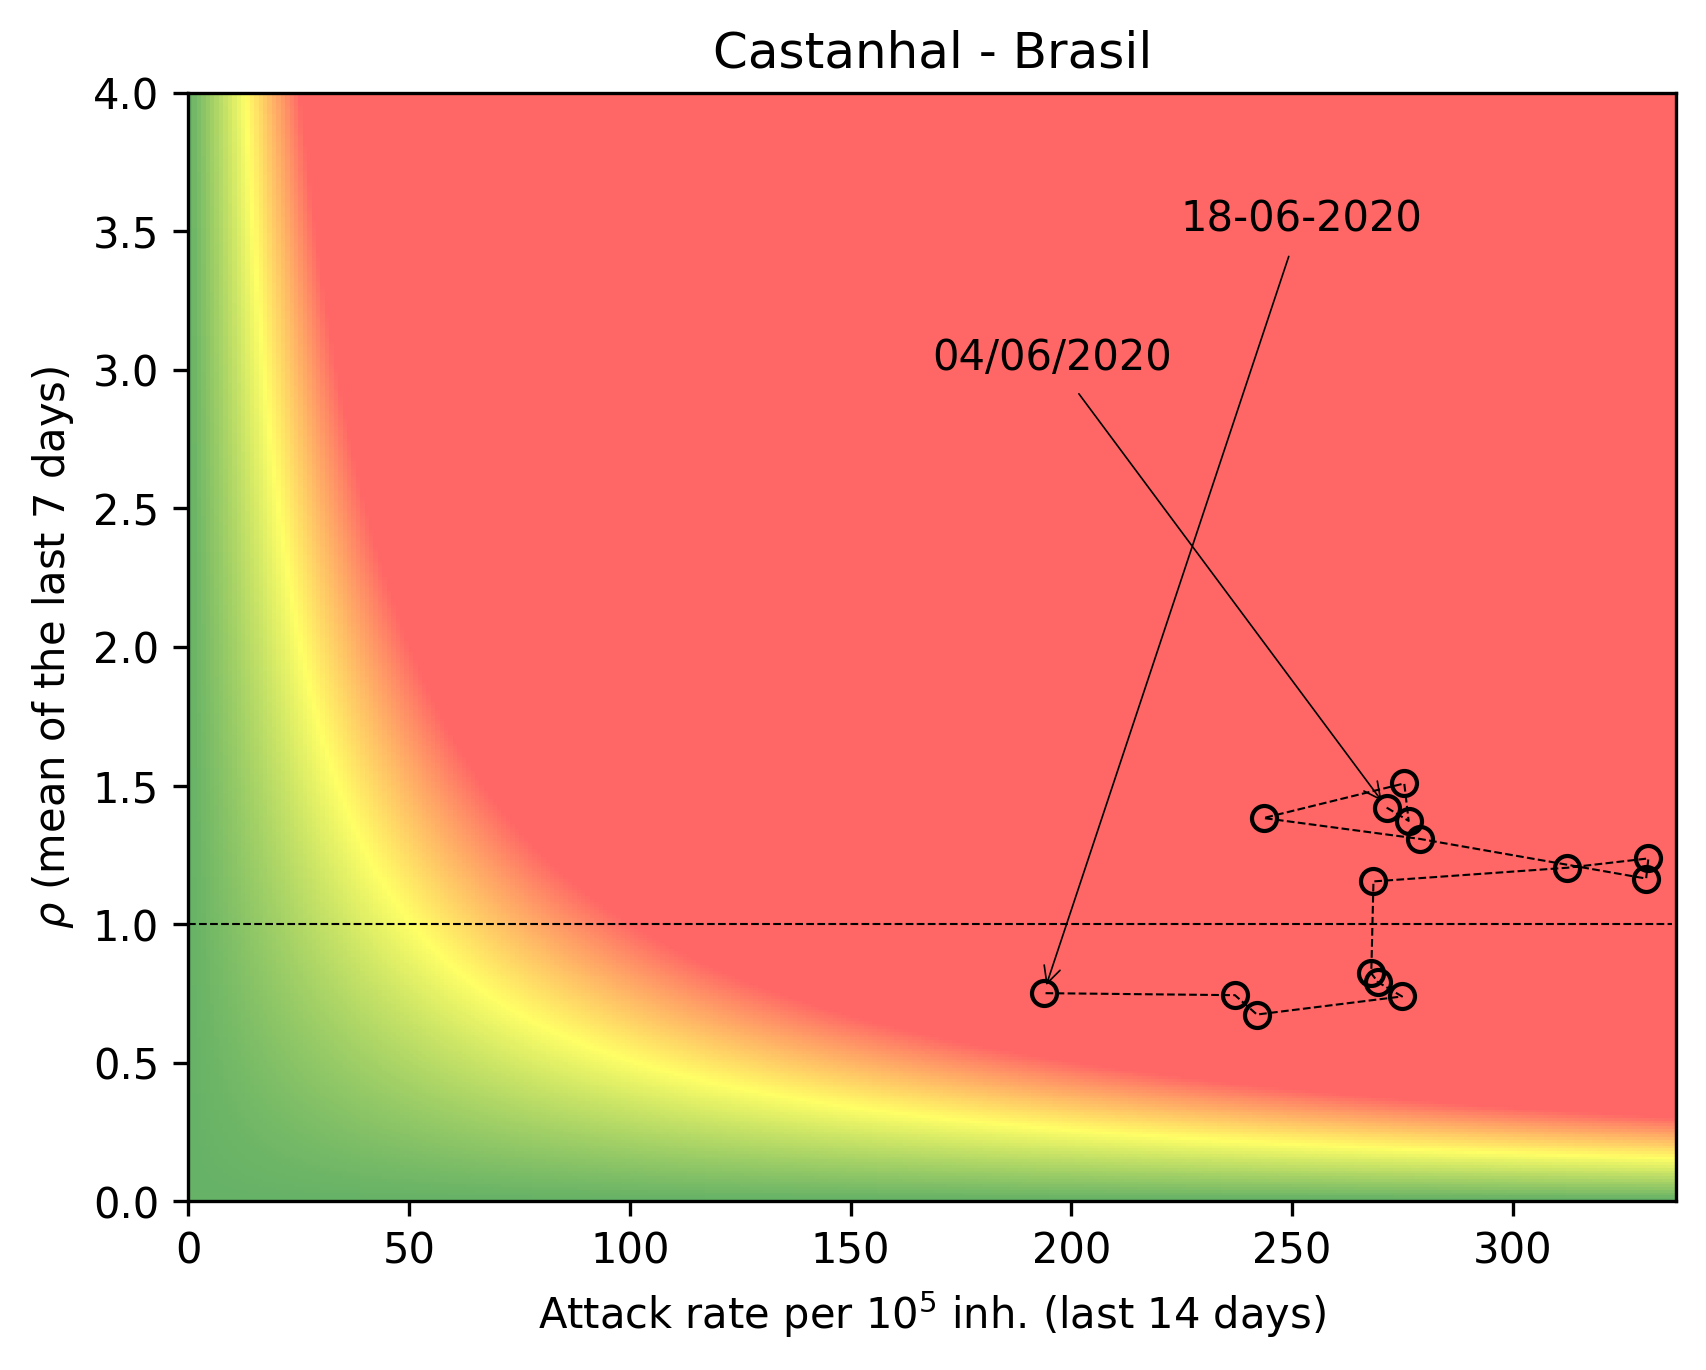 Castanhal - Brasil
4.0
3.5
3.0
2.5
2.0
1.5
1.0
0.5
0.0
ρ (mean of the last 7 days)
18-06-2020
04/06/2020
0 50 100 150 200 250 300
Attack rate per 10⁵ inh. (last 14 days)